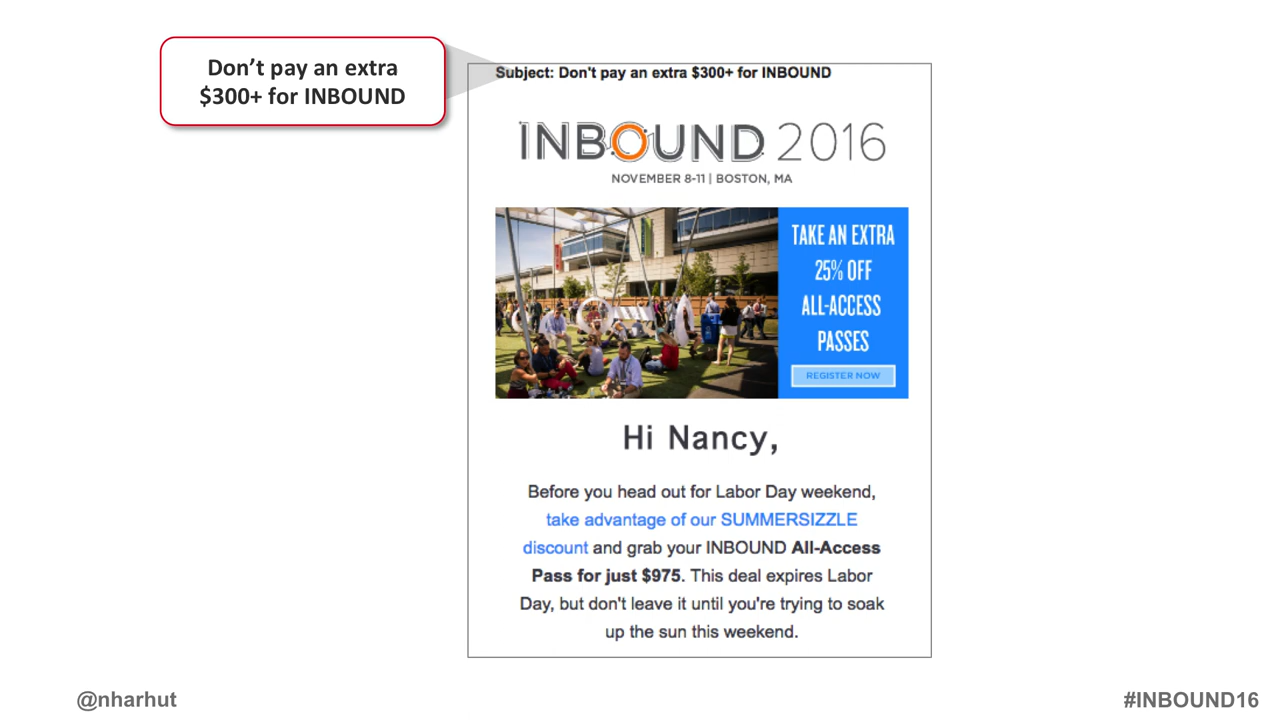 Don’t pay an extra
$300+ for INBOUND
Subject: Don't pay an extra $300+ for INBOUND
INBOUND 2016
NOVEMBER 8-11 | BOSTON, MA
TAKE AN EXTRA
25% OFF
ALL-ACCESS
PASSES
REGISTER NOW
Hi Nancy,
Before you head out for Labor Day weekend,
take advantage of our SUMMERSIZZLE
discount and grab your INBOUND All-Access
Pass for just $975. This deal expires Labor
Day, but don't leave it until you're trying to soak
up the sun this weekend.
@nharhut
#INBOUND16